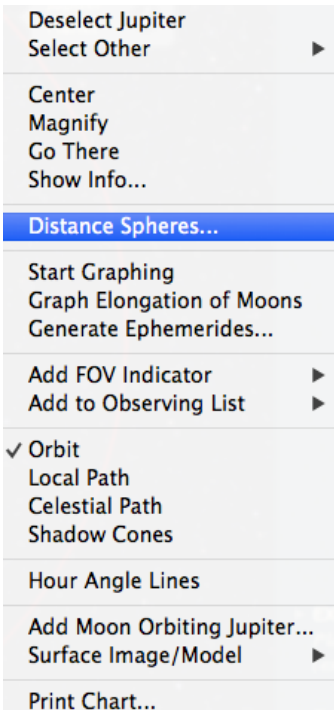 Deselect Jupiter
Select Other
Center
Magnify
Go There
Show Info...
Distance Spheres...
Start Graphing
Graph Elongation of Moons
Generate Ephemerides...
Add FOV Indicator
Add to Observing List
Orbit
Local Path
Celestial Path
Shadow Cones
Hour Angle Lines
Add Moon Orbiting Jupiter...
Surface Image/Model
Print Chart...